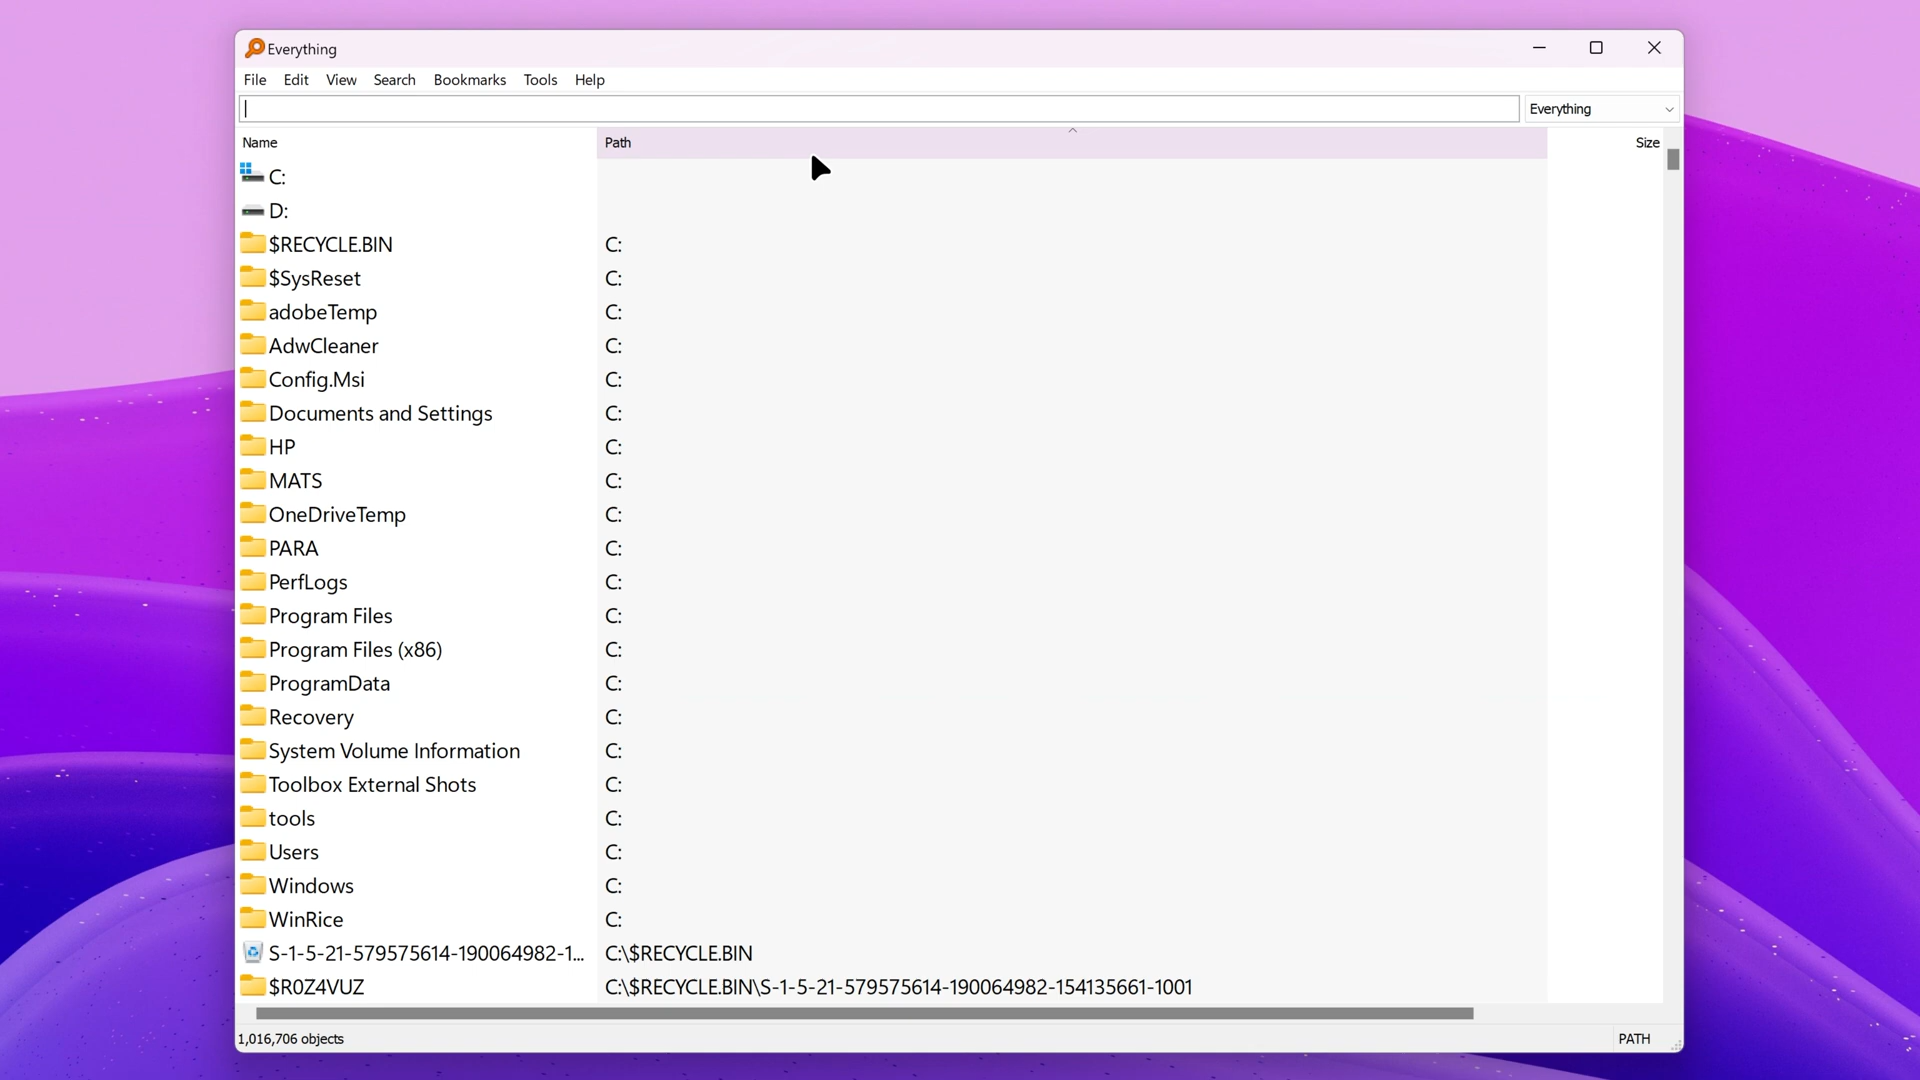 Everything
File Edit View Search Bookmarks Tools Help
Everything
Name Path Size
C:
D:
$RECYCLE.BIN C:
$SysReset C:
adobeTemp C:
AdwCleaner C:
Config.Msi C:
Documents and Settings C:
HP C:
MATS C:
OneDriveTemp C:
PARA C:
PerfLogs C:
Program Files C:
Program Files (x86) C:
ProgramData C:
Recovery C:
System Volume Information C:
Toolbox External Shots C:
tools C:
Users C:
Windows C:
WinRice C:
S-1-5-21-579575614-190064982-1... C:\$RECYCLE.BIN
$R0Z4VUZ C:\$RECYCLE.BIN\S-1-5-21-579575614-190064982-154135661-1001
1,016,706 objects PATH